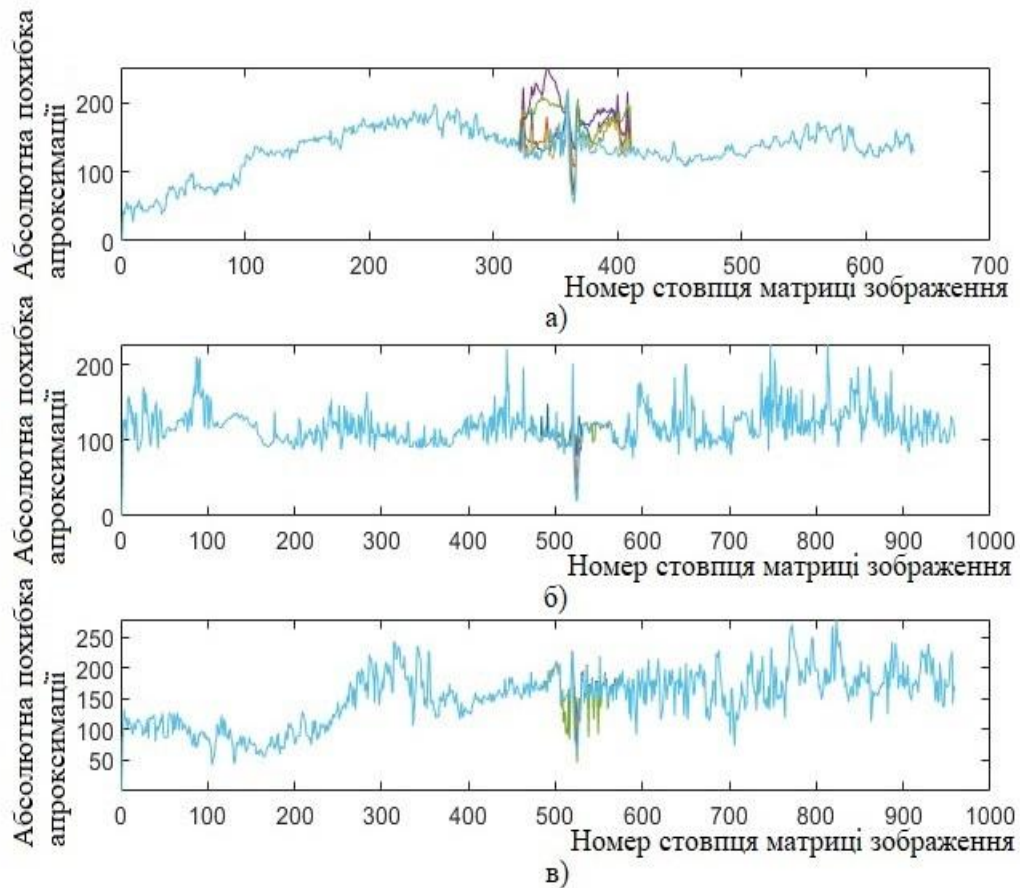 Абсолютна похибка
апроксимації
200
100
0
0 100 200 300 400 500 600 700
Номер стовпця матриці зображення
а)
Абсолютна похибка
апроксимації
200
100
0
0 100 200 300 400 500 600 700 800 900 1000
Номер стовпця матриці зображення
б)
Абсолютна похибка
апроксимації
250
200
150
100
50
0 100 200 300 400 500 600 700 800 900 1000
Номер стовпця матриці зображення
в)